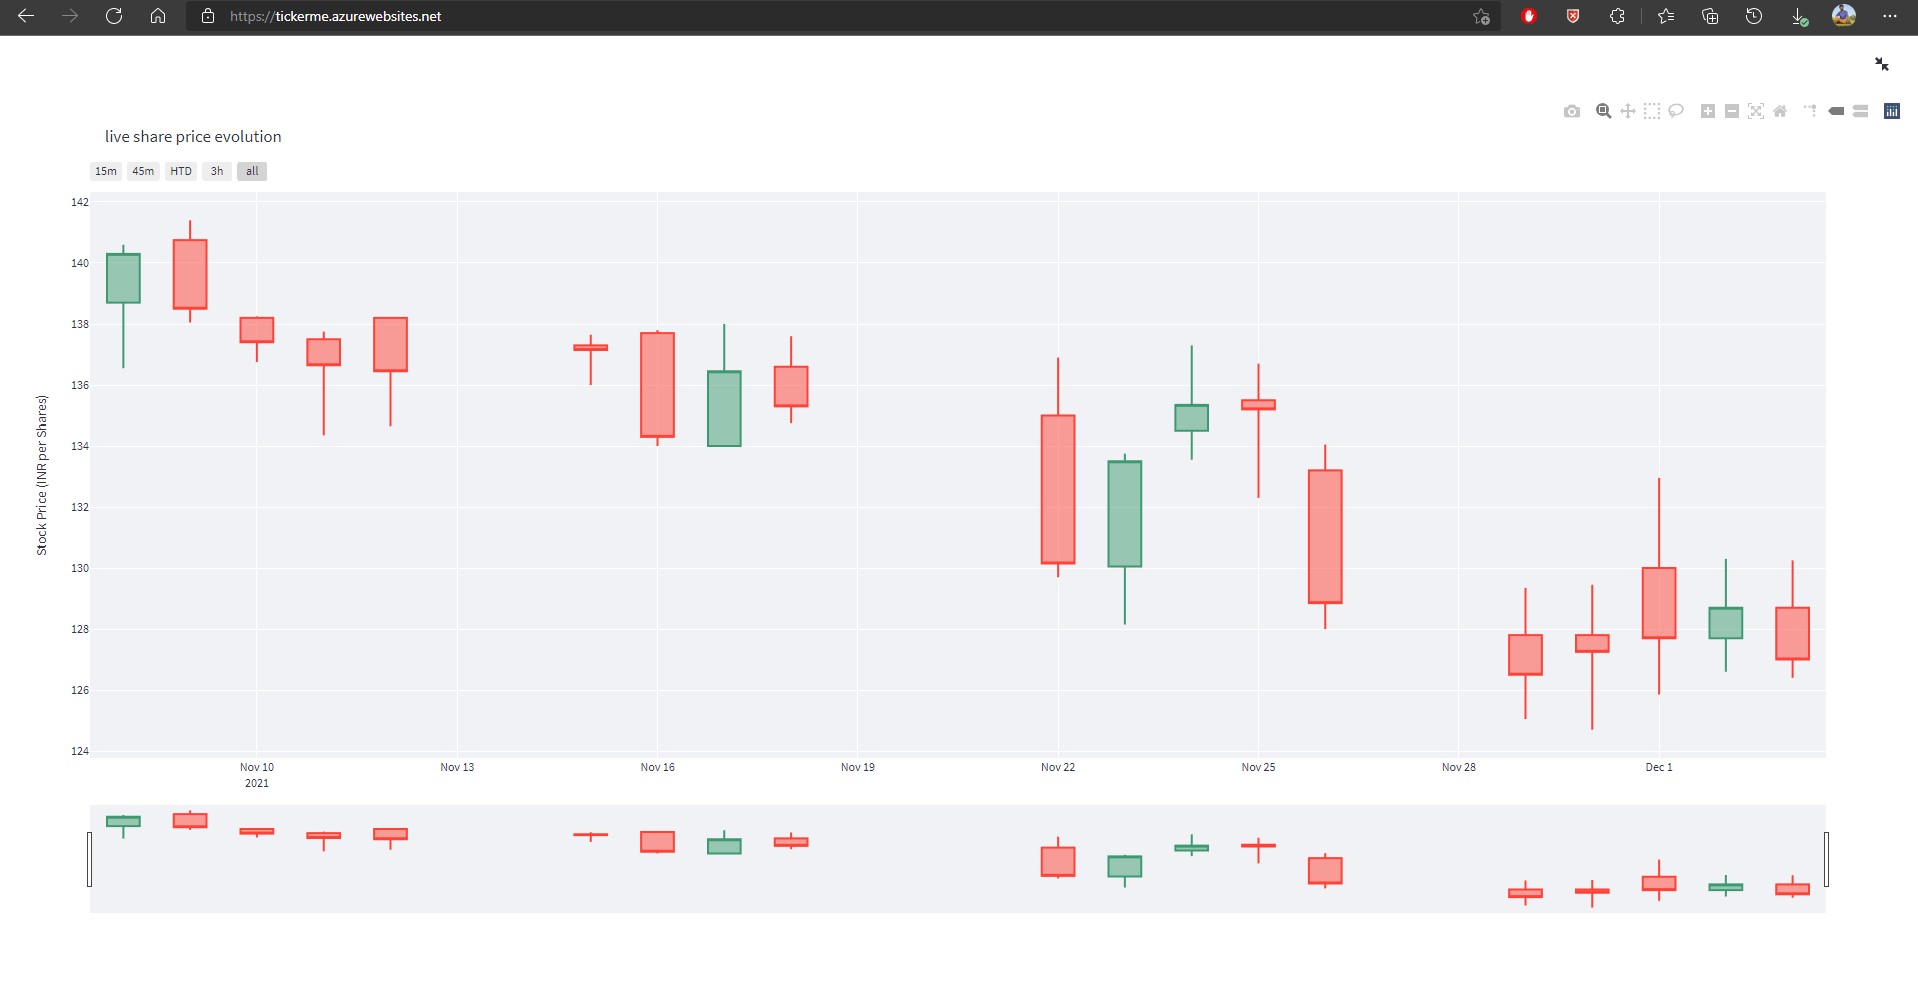 https://tickerme.azurewebsites.net
live share price evolution
15m 45m HTD 3h all
142
140
138
136
134
132
130
128
126
124
Stock Price (INR per Shares)
Nov 10 Nov 13 Nov 16 Nov 19 Nov 22 Nov 25 Nov 28 Dec 1
2021